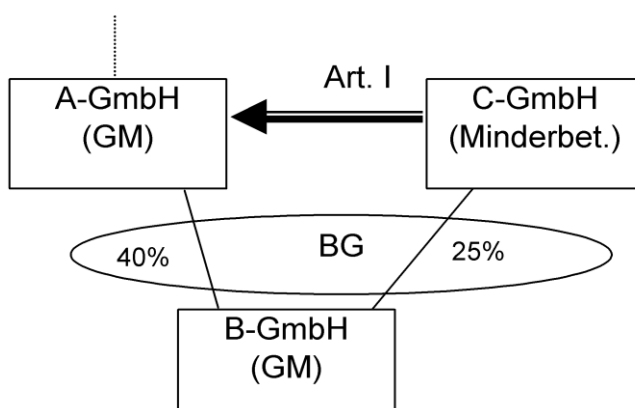 Art. I
A-GmbH
(GM)
C-GmbH
(Minderbet.)
40%
BG
25%
B-GmbH
(GM)